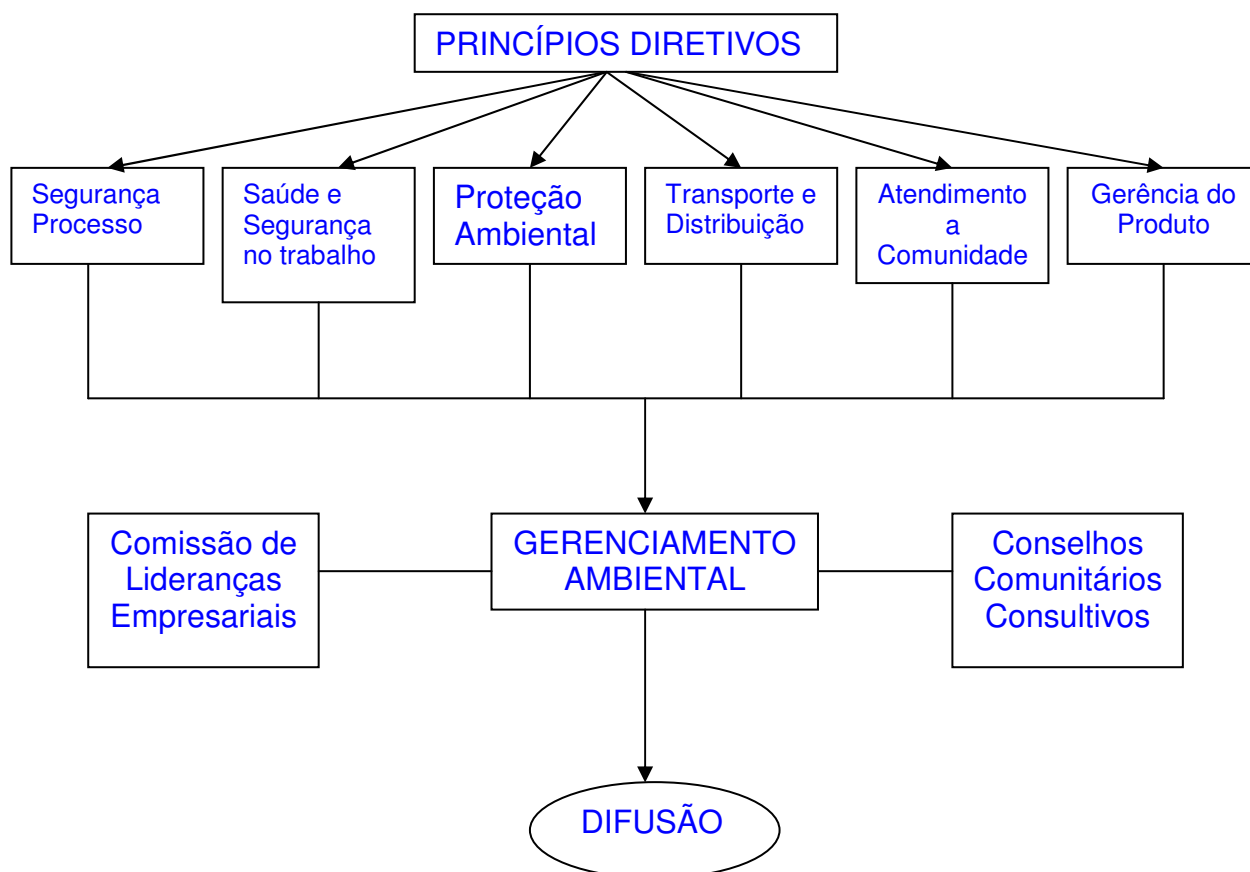 PRINCÍPIOS DIRETIVOS
Segurança
Processo
Saúde e
Segurança
no trabalho
Proteção
Ambiental
Transporte e
Distribuição
Atendimento
a
Comunidade
Gerência do
Produto
Comissão de
Lideranças
Empresariais
GERENCIAMENTO
AMBIENTAL
Conselhos
Comunitários
Consultivos
DIFUSÃO